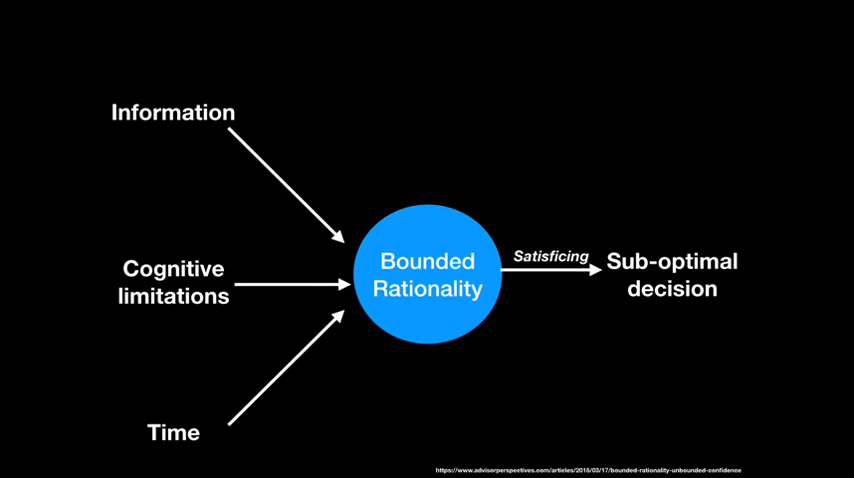 Information
Cognitive
limitations
Time
Bounded
Rationality
Satisficing
Sub-optimal
decision
https://www.advisorperspectives.com/articles/2015/03/17/bounded-rationality-unbounded-confidence